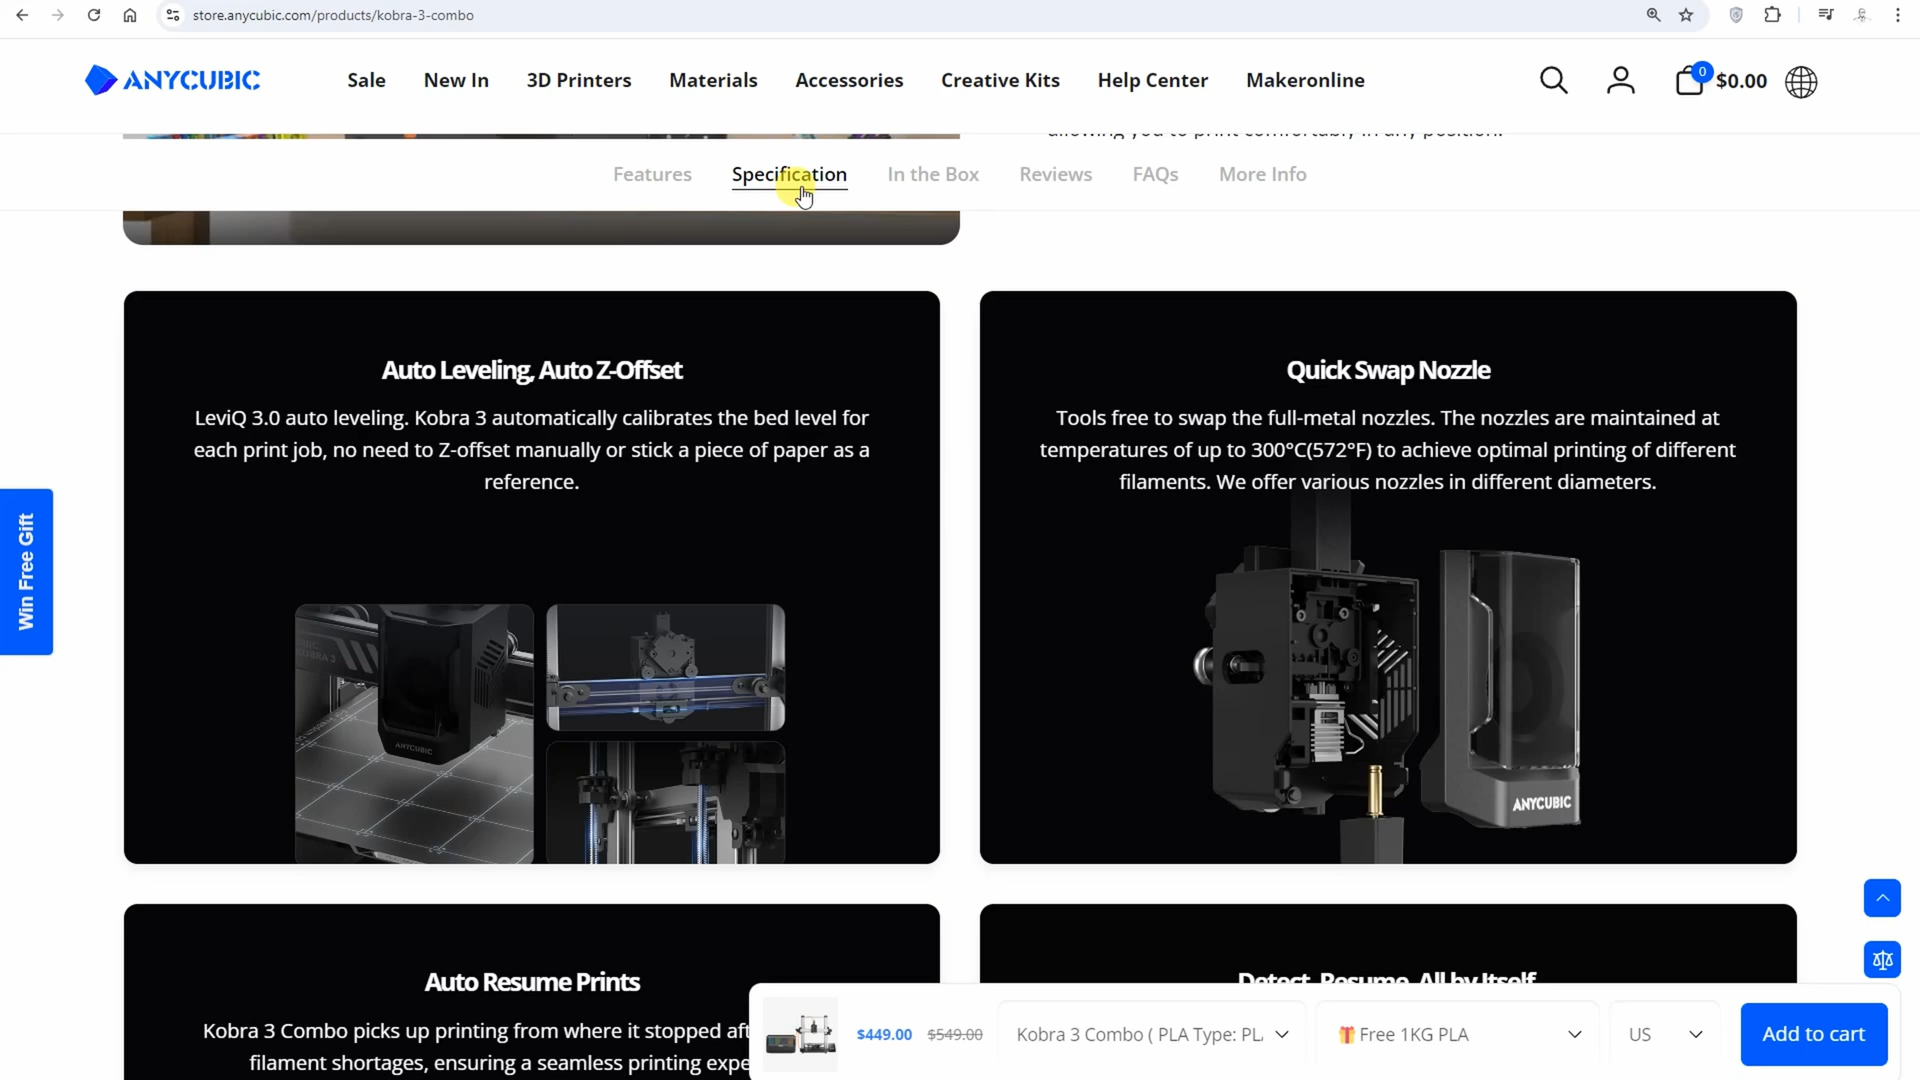 store.anycubic.com/products/kobra-3-combo
ANYCUBIC
Sale New In 3D Printers Materials Accessories Creative Kits Help Center Makeronline
0
$0.00
allowing you to print comfortably in any position.
Features Specification In the Box Reviews FAQs More Info
Win Free Gift
Auto Leveling, Auto Z-Offset
LeviQ 3.0 auto leveling. Kobra 3 automatically calibrates the bed level for
each print job, no need to Z-offset manually or stick a piece of paper as a
reference.
KOBRA 3
ANYCUBIC
Quick Swap Nozzle
Tools free to swap the full-metal nozzles. The nozzles are maintained at
temperatures of up to 300°C(572°F) to achieve optimal printing of different
filaments. We offer various nozzles in different diameters.
ANYCUBIC
Auto Resume Prints
Kobra 3 Combo picks up printing from where it stopped aft
filament shortages, ensuring a seamless printing expe
Detect, Resume, All by Itself
$449.00 $549.00 Kobra 3 Combo ( PLA Type: PL. Free 1KG PLA US Add to cart